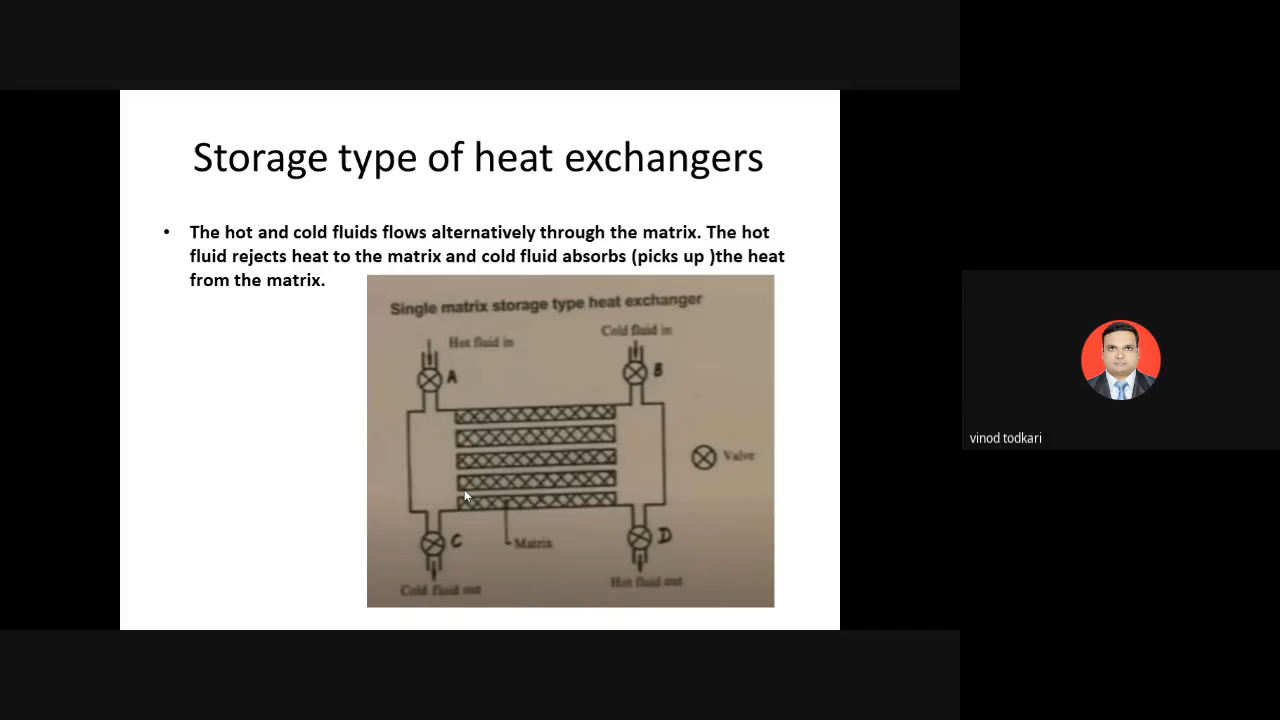 Storage type of heat exchangers
• The hot and cold fluids flows alternatively through the matrix. The hot
fluid rejects heat to the matrix and cold fluid absorbs (picks up )the heat
from the matrix.
Single matrix storage type heat exchanger
Cold fluid in
Hot fluid in
A
B
Valve
C
D
Matrix
Cold fluid out
Hot fluid out
vinod todkari